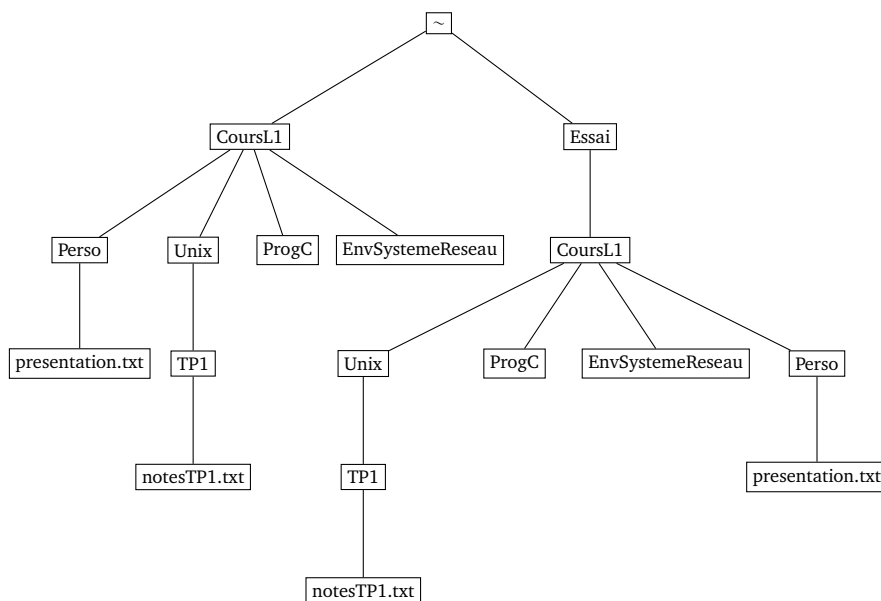 ~
CoursL1
Essai
Perso
Unix
ProgC
EnvSystemeReseau
CoursL1
presentation.txt
TP1
Unix
ProgC
EnvSystemeReseau
Perso
notesTP1.txt
TP1
presentation.txt
notesTP1.txt